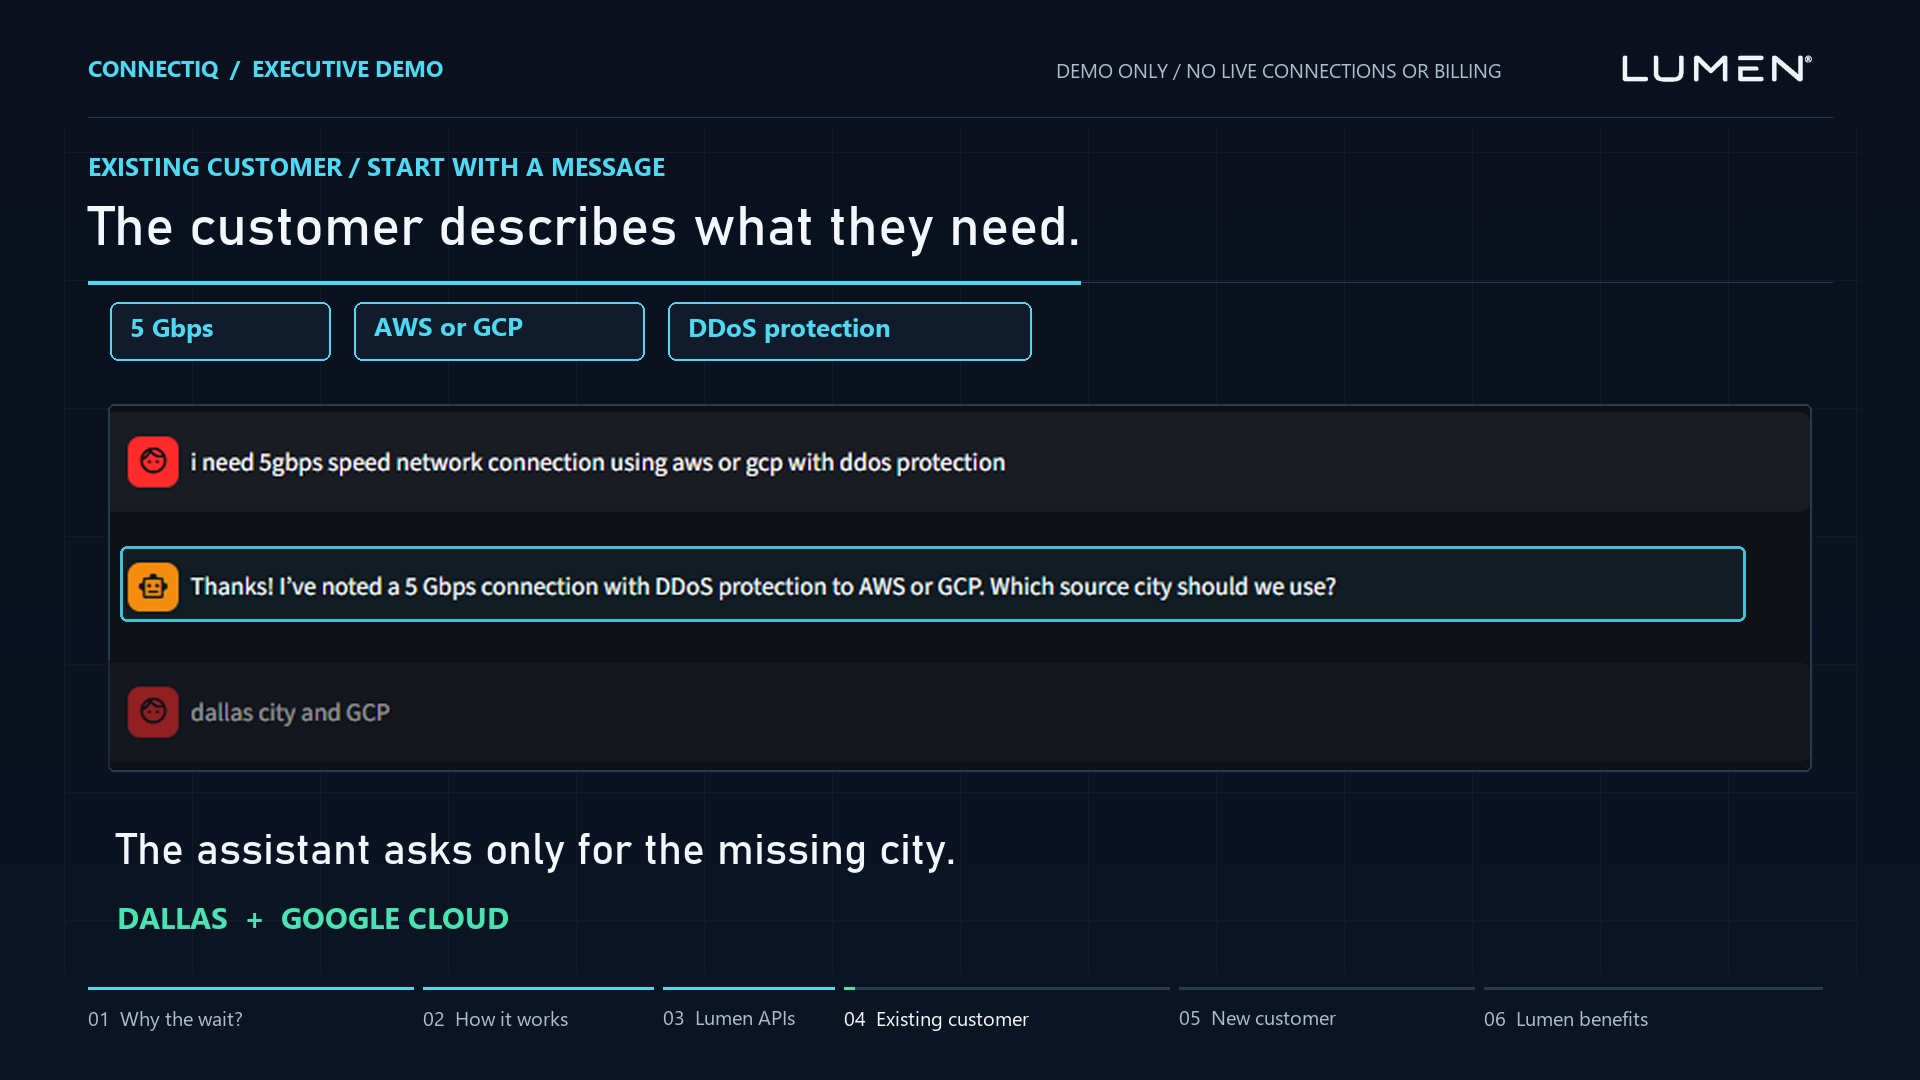 CONNECTIQ / EXECUTIVE DEMO
DEMO ONLY / NO LIVE CONNECTIONS OR BILLING
LUMEN®
EXISTING CUSTOMER / START WITH A MESSAGE
The customer describes what they need.
5 Gbps
AWS or GCP
DDoS protection
i need 5gbps speed network connection using aws or gcp with ddos protection
Thanks! I’ve noted a 5 Gbps connection with DDoS protection to AWS or GCP. Which source city should we use?
dallas city and GCP
The assistant asks only for the missing city.
DALLAS + GOOGLE CLOUD
01 Why the wait?
02 How it works
03 Lumen APIs
04 Existing customer
05 New customer
06 Lumen benefits